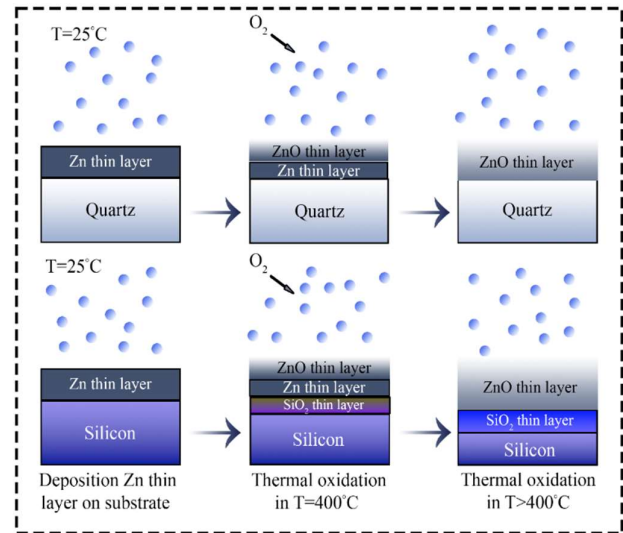 T=25°C
O₂
Zn thin layer
Quartz
ZnO thin layer
Zn thin layer
Quartz
ZnO thin layer
Quartz
T=25°C
O₂
Zn thin layer
Silicon
ZnO thin layer
Zn thin layer
SiO₂ thin layer
Silicon
ZnO thin layer
SiO₂ thin layer
Silicon
Deposition Zn thin
layer on substrate
Thermal oxidation
in T=400°C
Thermal oxidation
in T>400°C